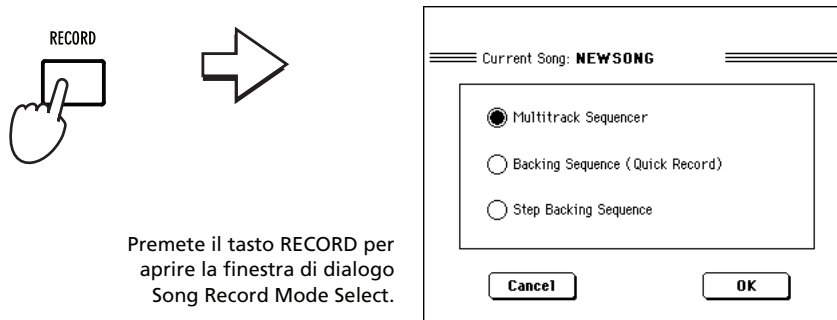 RECORD
Premete il tasto RECORD per
aprire la finestra di dialogo
Song Record Mode Select.
Current Song: NEWSONG
Multitrack Sequencer
Backing Sequence (Quick Record)
Step Backing Sequence
Cancel
OK